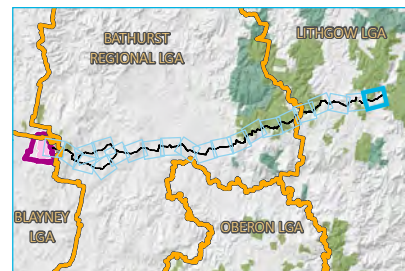 BATHURST
REGIONAL LGA
LITHGOW LGA
BLAYNEY
LGA
OBERON LGA